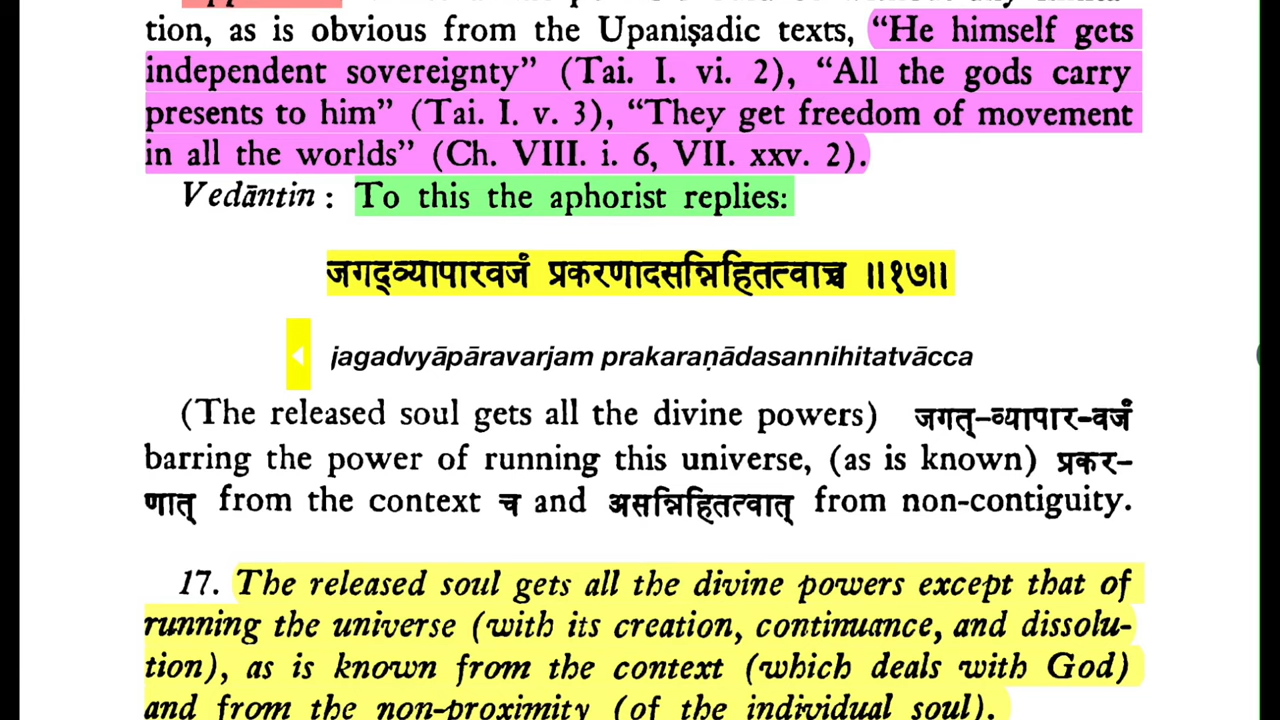 tion, as is obvious from the Upaniṣadic texts, “He himself gets
independent sovereignty” (Tai. I. vi. 2), “All the gods carry
presents to him” (Tai. I. v. 3), “They get freedom of movement
in all the worlds” (Ch. VIII. i. 6, VII. xxv. 2).
Vedāntin : To this the aphorist replies:
जगद्व्यापारवर्जं प्रकरणादसन्निहितत्वाच्च ॥१७॥
jagadvyāpāravarjam prakaraṇādasannihitatvācca
(The released soul gets all the divine powers) जगत्-व्यापार-वर्जं
barring the power of running this universe, (as is known) प्रकर-
णात् from the context च and असन्निहितत्वात् from non-contiguity.
17. The released soul gets all the divine powers except that of
running the universe (with its creation, continuance, and dissolu-
tion), as is known from the context (which deals with God)
and from the non-proximity (of the individual soul).